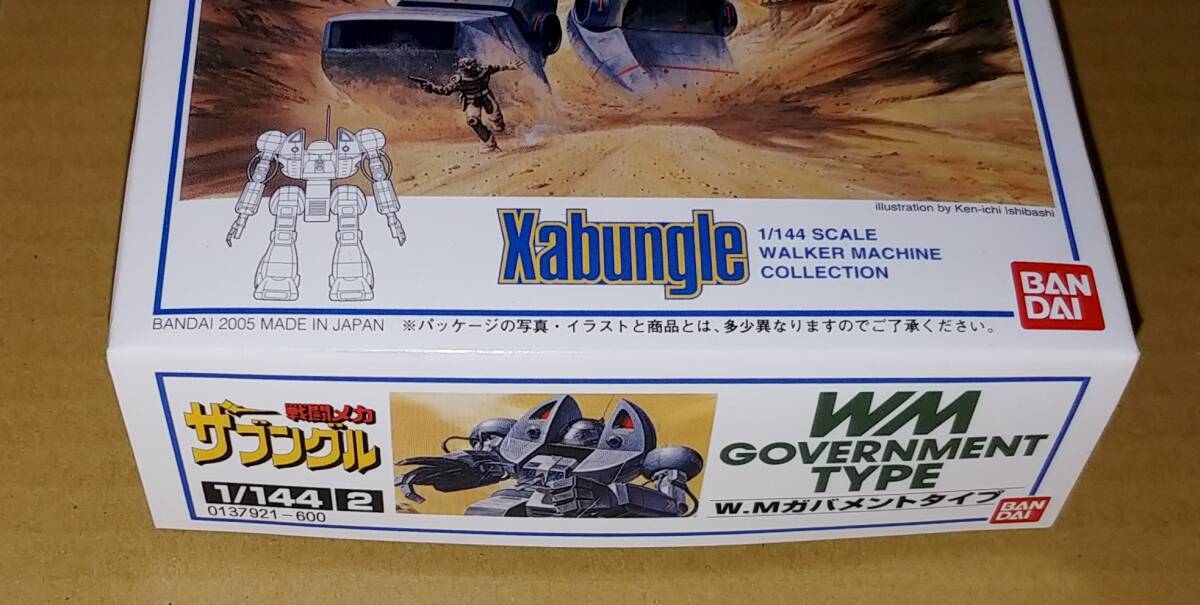 illustration by Ken-ichi Ishibashi
Xabungle
1/144 SCALE
WALKER MACHINE
COLLECTION
BAN
DAI
BANDAI 2005 MADE IN JAPAN
※パッケージの写真・イラストと商品とは、多少異なりますのでご了承ください。
戦闘メカ
ザブングル
1/144 2
0137921-600
WM
GOVERNMENT
TYPE
W.Mガバメントタイプ
BAN
DAI